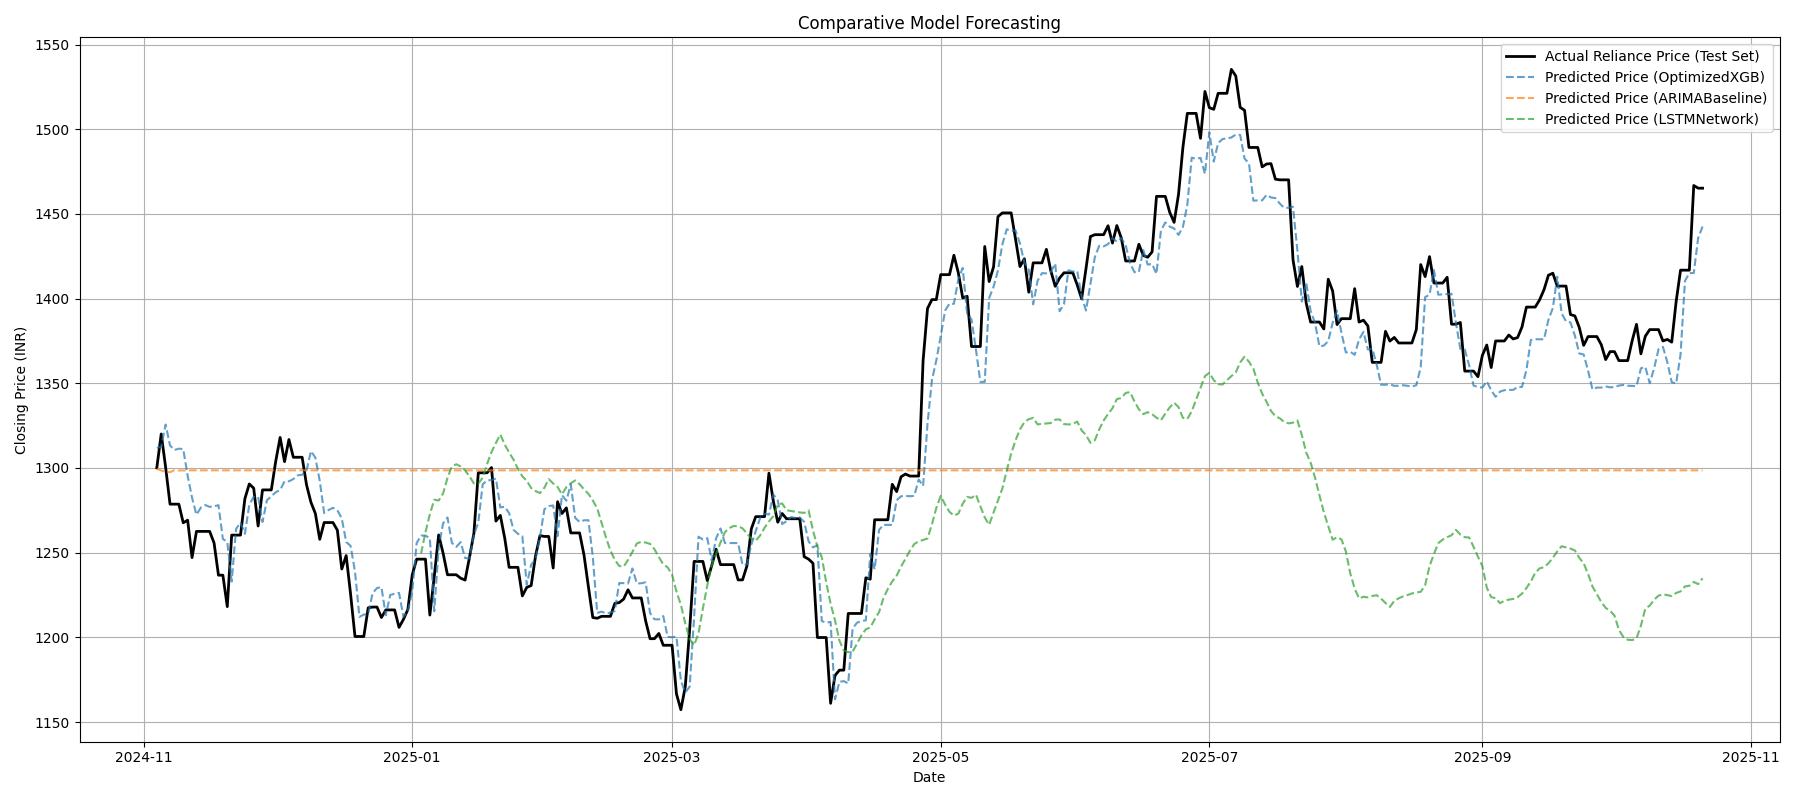 Comparative Model Forecasting
Actual Reliance Price (Test Set)
Predicted Price (OptimizedXGB)
Predicted Price (ARIMABaseline)
Predicted Price (LSTMNetwork)
Closing Price (INR)
1550
1500
1450
1400
1350
1300
1250
1200
1150
2024-11
2025-01
2025-03
2025-05
2025-07
2025-09
2025-11
Date